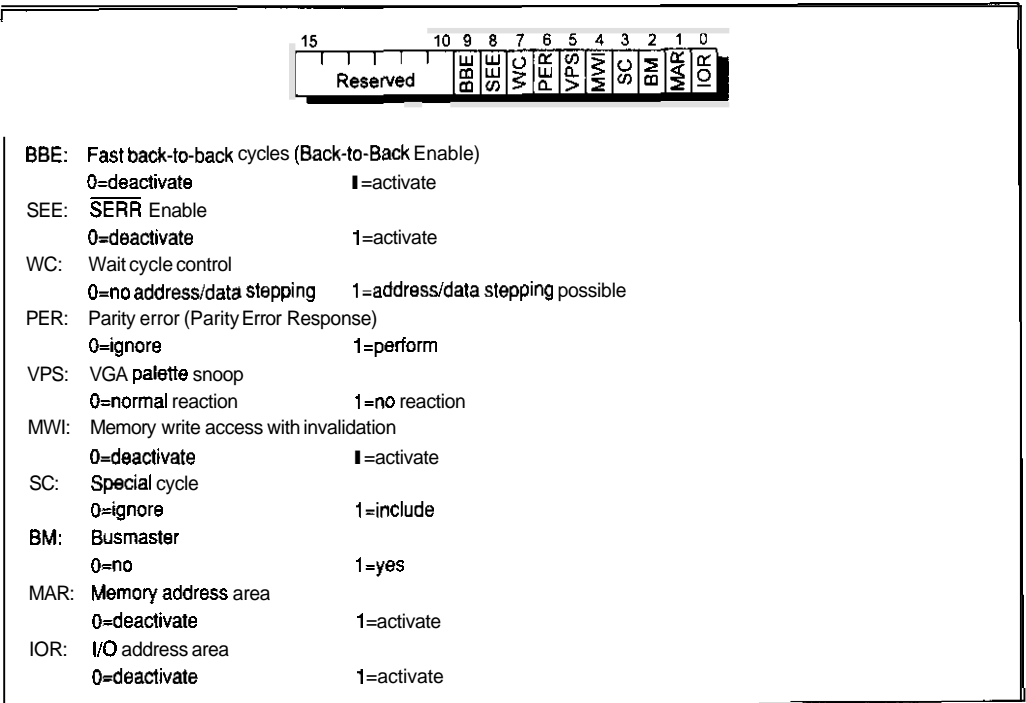 15 10 9 8 7 6 5 4 3 2 1 0
Reserved BBE SEE WC PER VPS MWI SC BM MAR IOR
BBE: Fast back-to-back cycles (Back-to-Back Enable)
0=deactivate 1=activate
SEE: SERR Enable
0=deactivate 1=activate
WC: Wait cycle control
0=no address/data stepping 1=address/data stepping possible
PER: Parity error (Parity Error Response)
0=ignore 1=perform
VPS: VGA palette snoop
0=normal reaction 1=no reaction
MWI: Memory write access with invalidation
0=deactivate 1=activate
SC: Special cycle
0=ignore 1=include
BM: Busmaster
0=no 1=yes
MAR: Memory address area
0=deactivate 1=activate
IOR: I/O address area
0=deactivate 1=activate